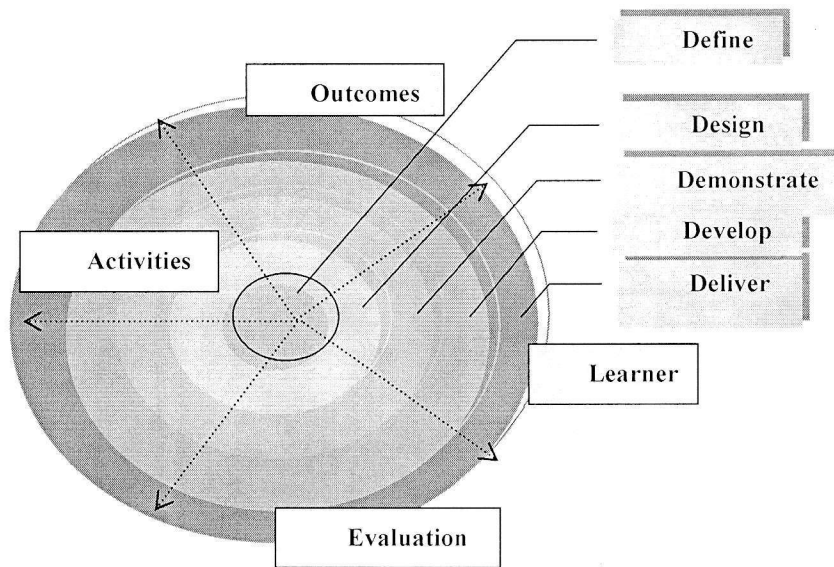 Define
Outcomes
Design
Demonstrate
Develop
Activities
Deliver
Learner
Evaluation